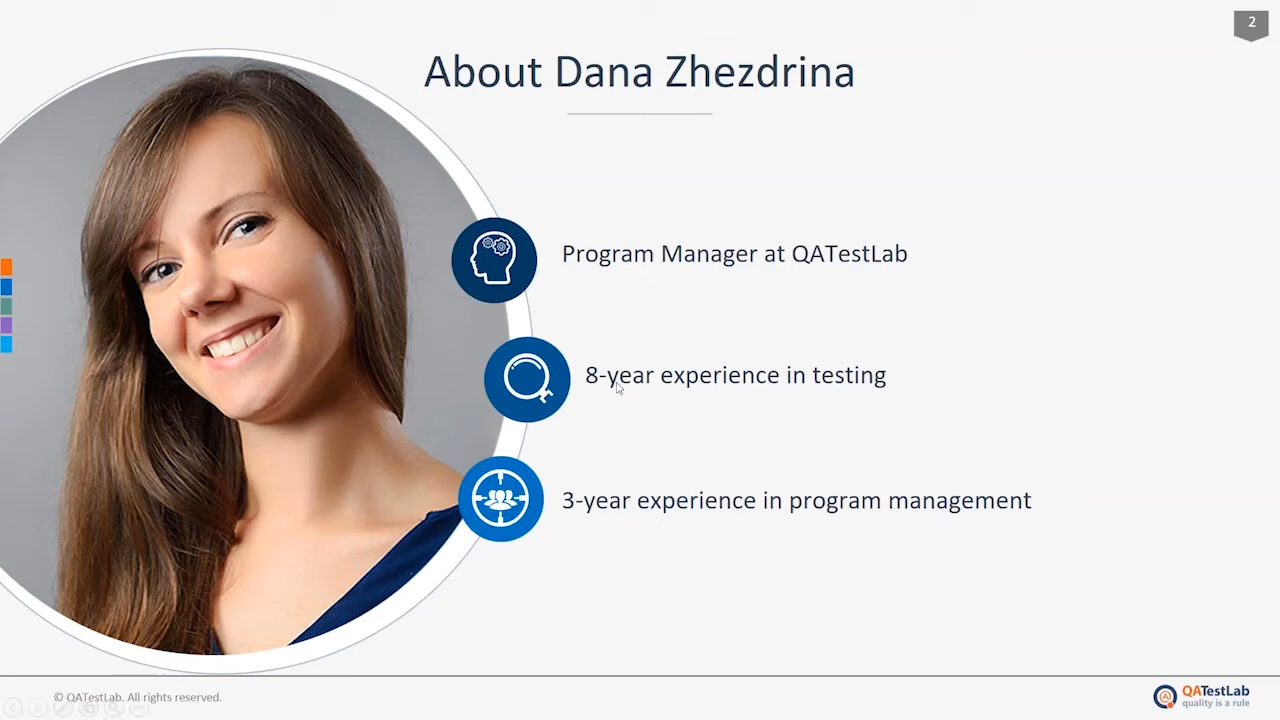 2
About Dana Zhezdrina
Program Manager at QATestLab
8-year experience in testing
3-year experience in program management
© QATestLab. All rights reserved.
QATestLab
quality is a rule